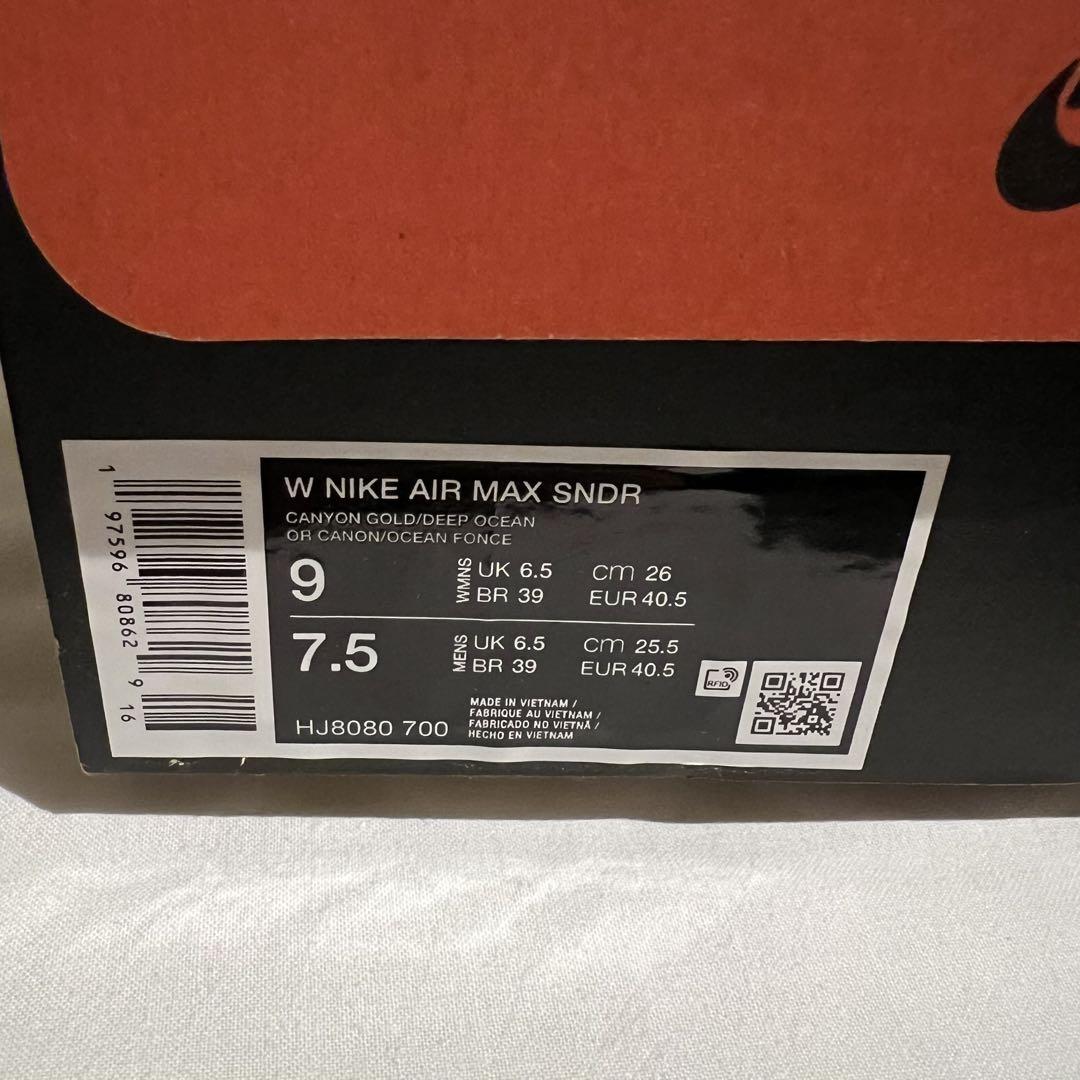 W NIKE AIR MAX SNDR
CANYON GOLD/DEEP OCEAN
OR CANON/OCEAN FONCE
9 WMNS UK 6.5 cm 26
BR 39 EUR 40.5
7.5 MENS UK 6.5 cm 25.5
BR 39 EUR 40.5
HJ8080 700
MADE IN VIETNAM /
FABRIQUE AU VIETNAM /
FABRICADO NO VIETNÃ /
HECHO EN VIETNAM
RFID
1 97596 80862 9 16